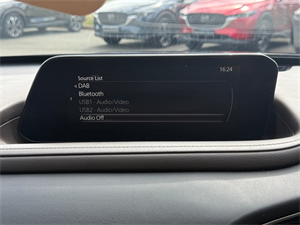 16:24
Source List
DAB
Bluetooth
USB1 - Audio/Video
USB2 - Audio/Video
Audio Off